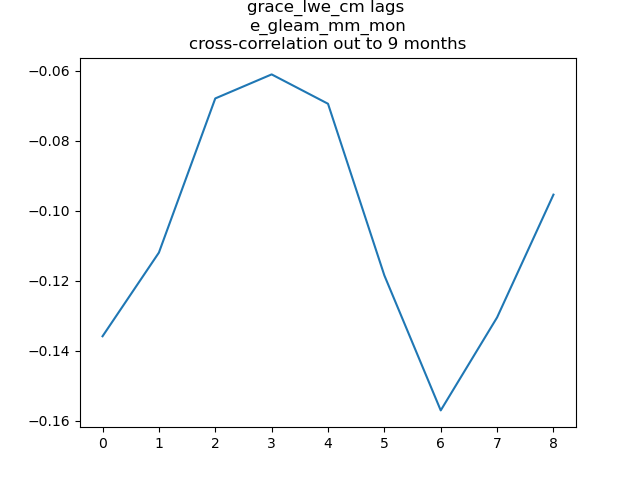 grace_lwe_cm lags
e_gleam_mm_mon
cross-correlation out to 9 months
−0.06
−0.08
−0.10
−0.12
−0.14
−0.16
0 1 2 3 4 5 6 7 8